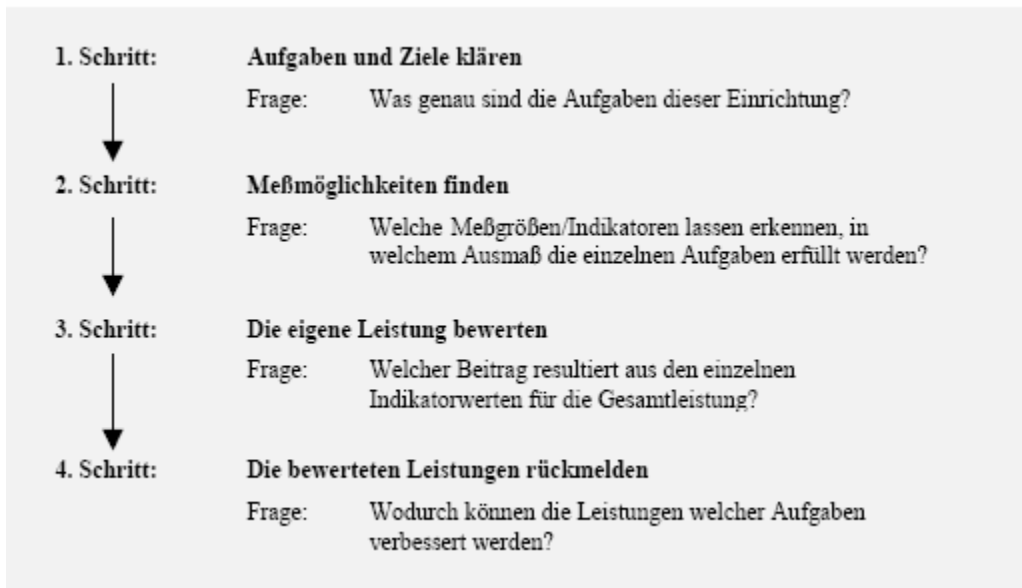 1. Schritt: Aufgaben und Ziele klären
Frage: Was genau sind die Aufgaben dieser Einrichtung?
2. Schritt: Meßmöglichkeiten finden
Frage: Welche Meßgrößen/Indikatoren lassen erkennen, in
welchem Ausmaß die einzelnen Aufgaben erfüllt werden?
3. Schritt: Die eigene Leistung bewerten
Frage: Welcher Beitrag resultiert aus den einzelnen
Indikatorwerten für die Gesamtleistung?
4. Schritt: Die bewerteten Leistungen rückmelden
Frage: Wodurch können die Leistungen welcher Aufgaben
verbessert werden?